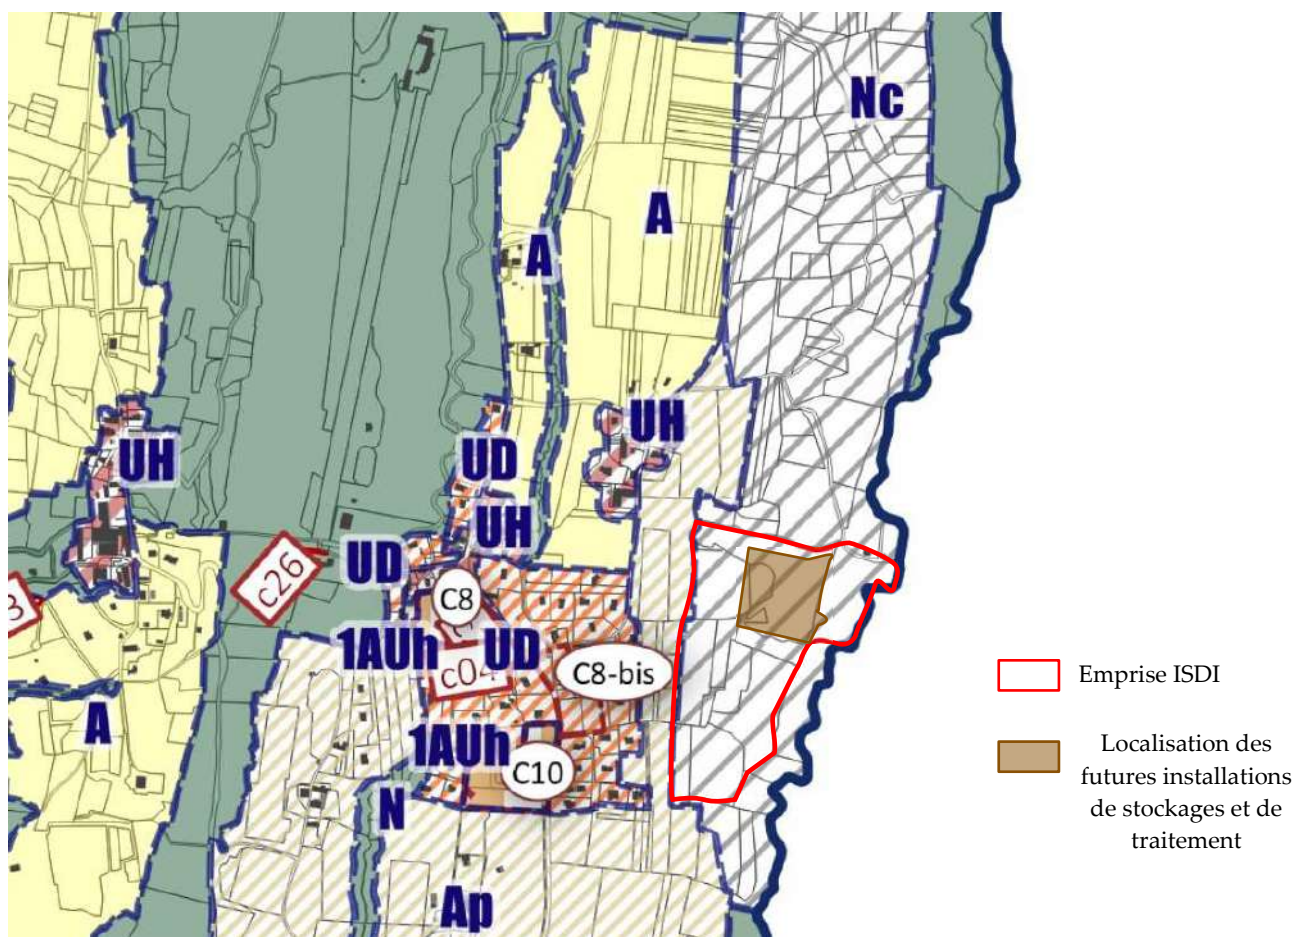 Nc
A
A
UH
UH
UD
UH
c26
UD
3
C8
1AUh
UD
c04
C8-bis
Emprise ISDI
A
1AUh
C10
Localisation des
futures installations
de stockages et de
traitement
N
Ap